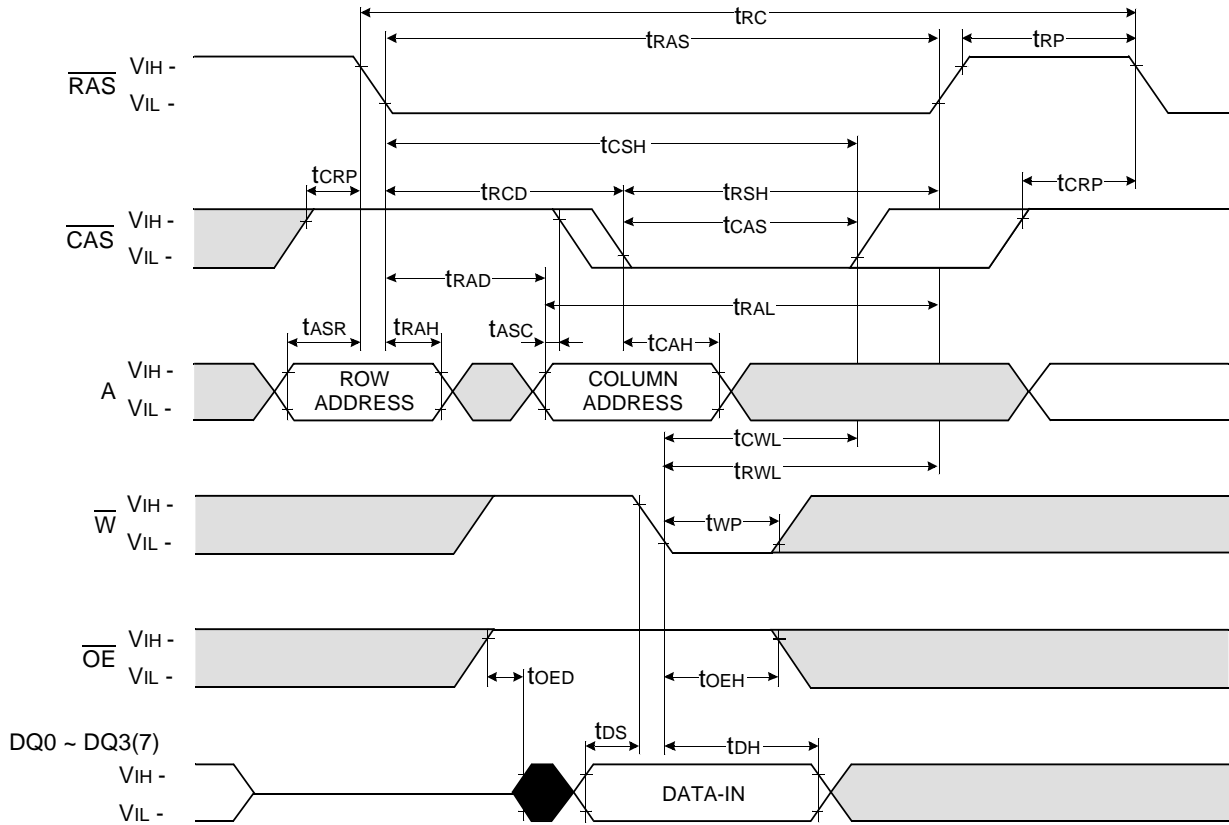 tRC
tRAS
tRP
RAS
VIH -
VIL -
tCSH
tCRP
tRCD
tRSH
tCRP
CAS
VIH -
VIL -
tCAS
tRAD
tRAL
tASR
tRAH
tASC
tCAH
A
VIH -
VIL -
ROW
ADDRESS
COLUMN
ADDRESS
tCWL
tRWL
W
VIH -
VIL -
tWP
OE
VIH -
VIL -
tOED
tOEH
DQ0 ~ DQ3(7)
tDS
tDH
VIH -
VIL -
DATA-IN